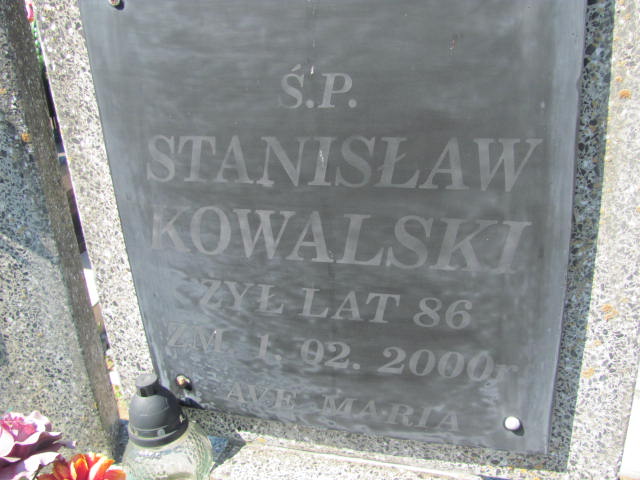 Ś.P.
STANISŁAW
KOWALSKI
ŻYŁ LAT 86
ZM. 1. 02. 2000r.
AVE MARIA